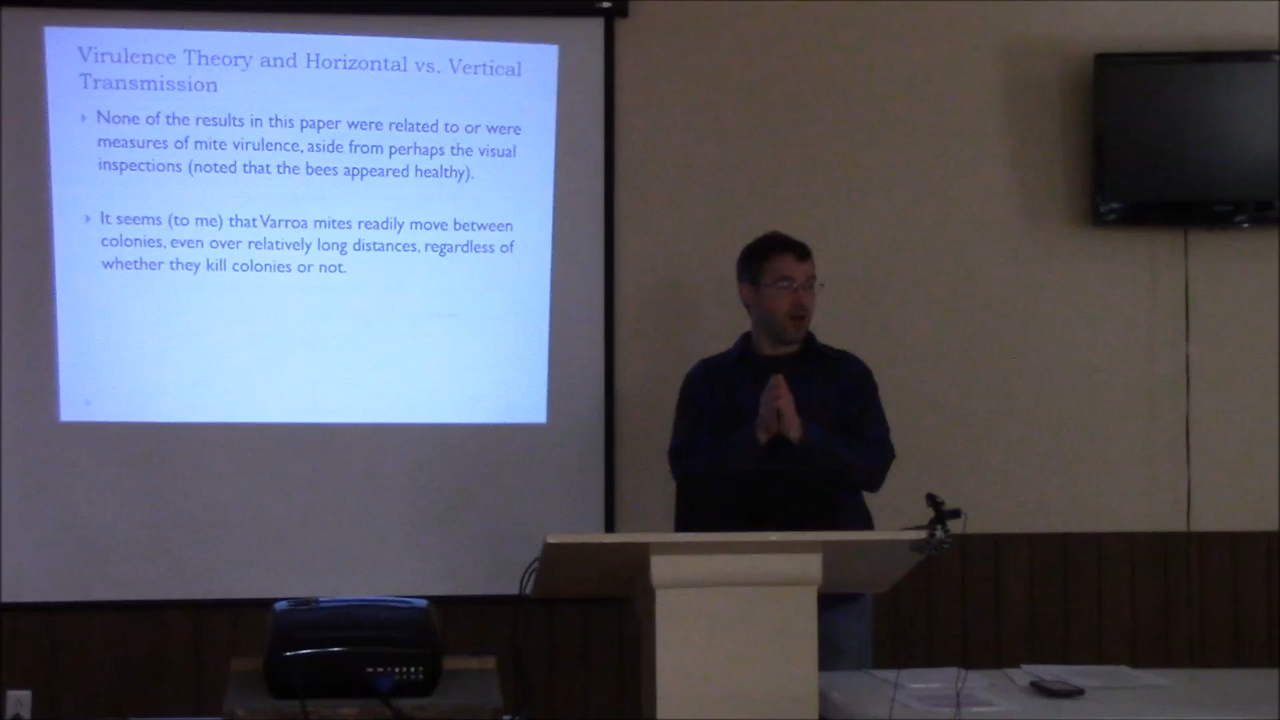 Virulence Theory and Horizontal vs. Vertical
Transmission
None of the results in this paper were related to or were
measures of mite virulence, aside from perhaps the visual
inspections (noted that the bees appeared healthy).
It seems (to me) that Varroa mites readily move between
colonies, even over relatively long distances, regardless of
whether they kill colonies or not.